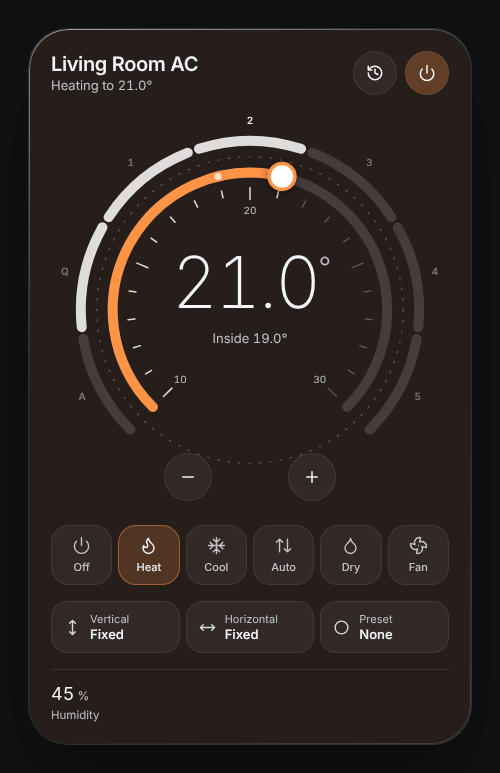 Living Room AC
Heating to 21.0°
2
1
3
20
Q
4
21.0°
Inside 19.0°
10
30
A
5
Off
Heat
Cool
Auto
Dry
Fan
Vertical
Fixed
Horizontal
Fixed
Preset
None
45 %
Humidity